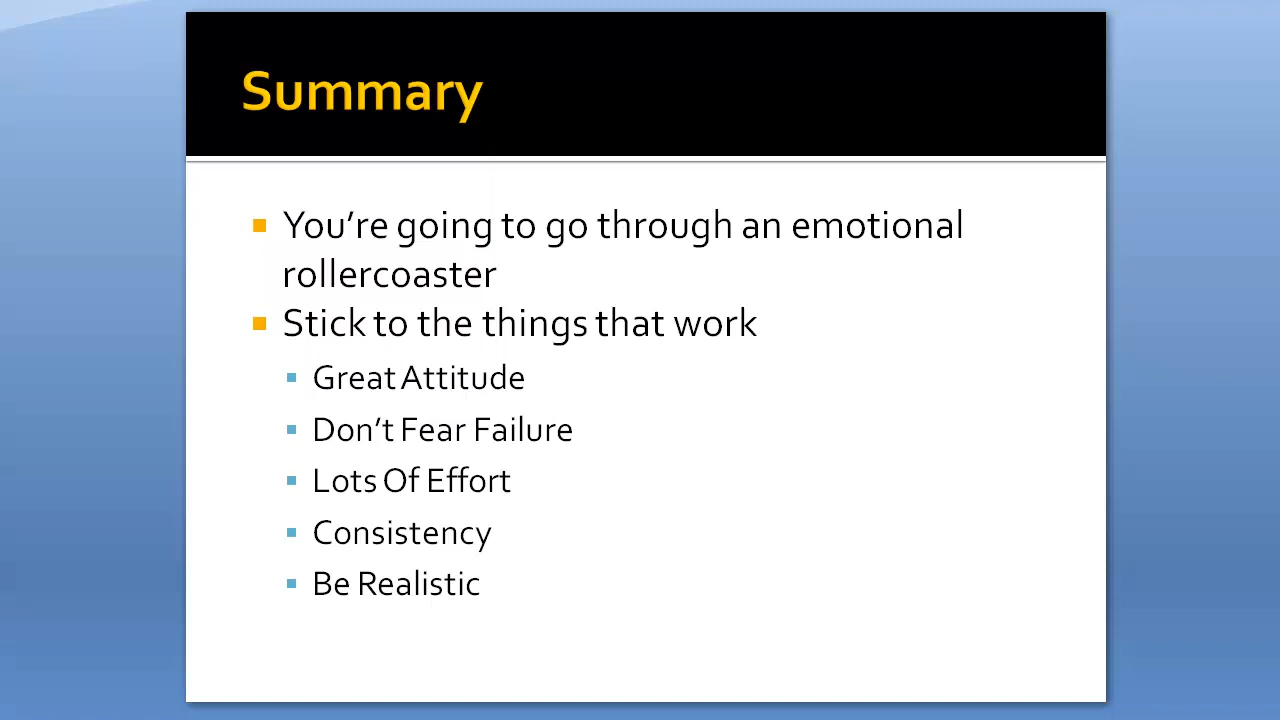 Summary
You’re going to go through an emotional
rollercoaster
Stick to the things that work
Great Attitude
Don’t Fear Failure
Lots Of Effort
Consistency
Be Realistic